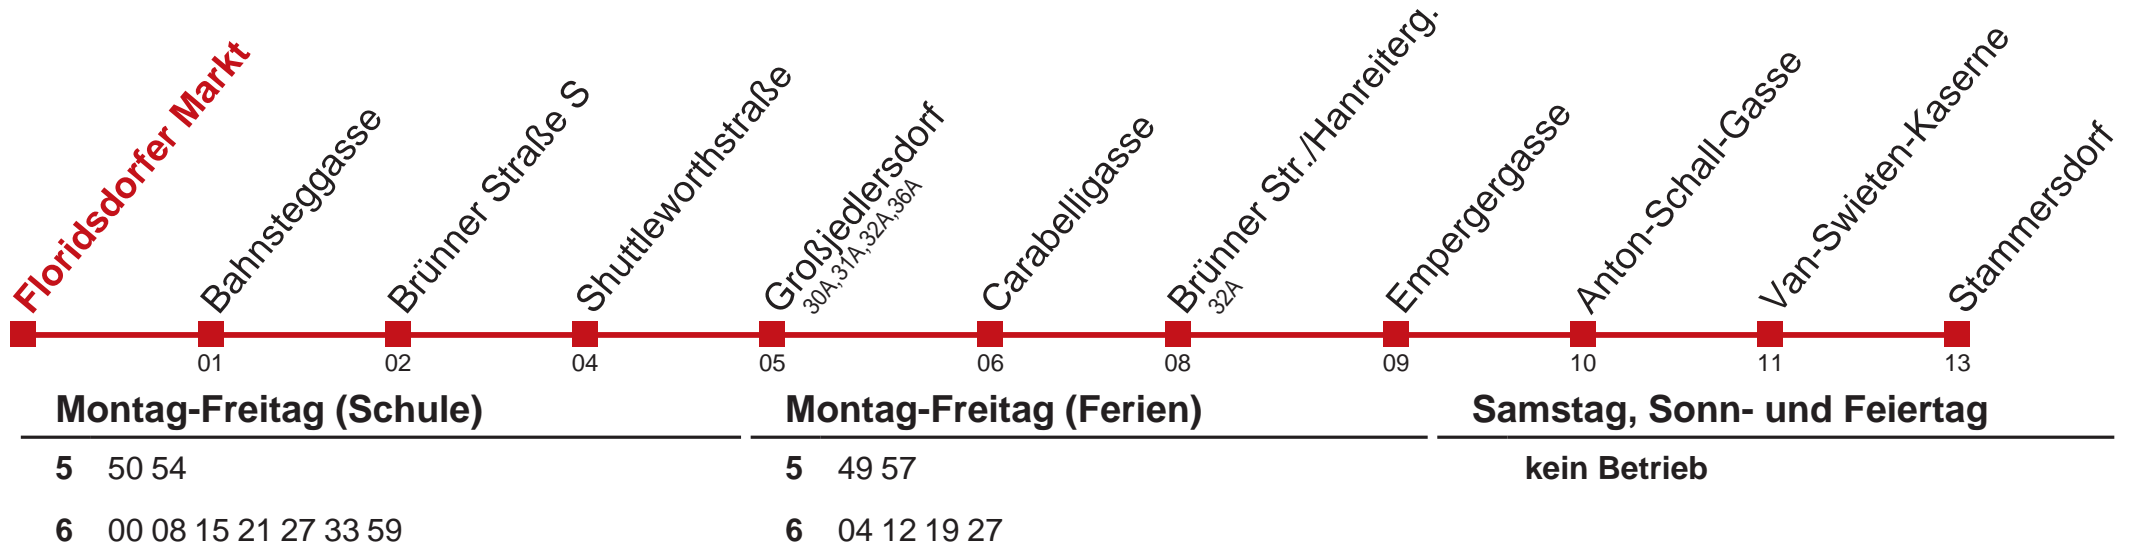 Floridsdorfer Markt
Bahnsteggasse
Brünner Straße S
Shuttleworthstraße
Großjedlersdorf
30A,31A,32A,36A
Carabelligasse
Brünner Str./Hanreiterg.
32A
Empergergasse
Anton-Schall-Gasse
Van-Swieten-Kaserne
Stammersdorf
01 02 04 05 06 08 09 10 11 13
Montag-Freitag (Schule)
5 50 54
6 00 08 15 21 27 33 59
Montag-Freitag (Ferien)
5 49 57
6 04 12 19 27
Samstag, Sonn- und Feiertag
kein Betrieb